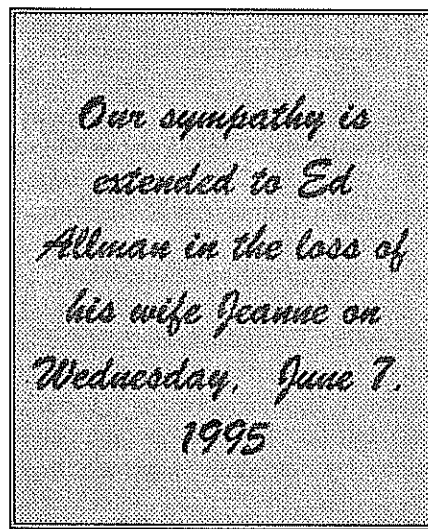 Our sympathy is
extended to Ed
Allman in the loss of
his wife Jeanne on
Wednesday, June 7,
1995